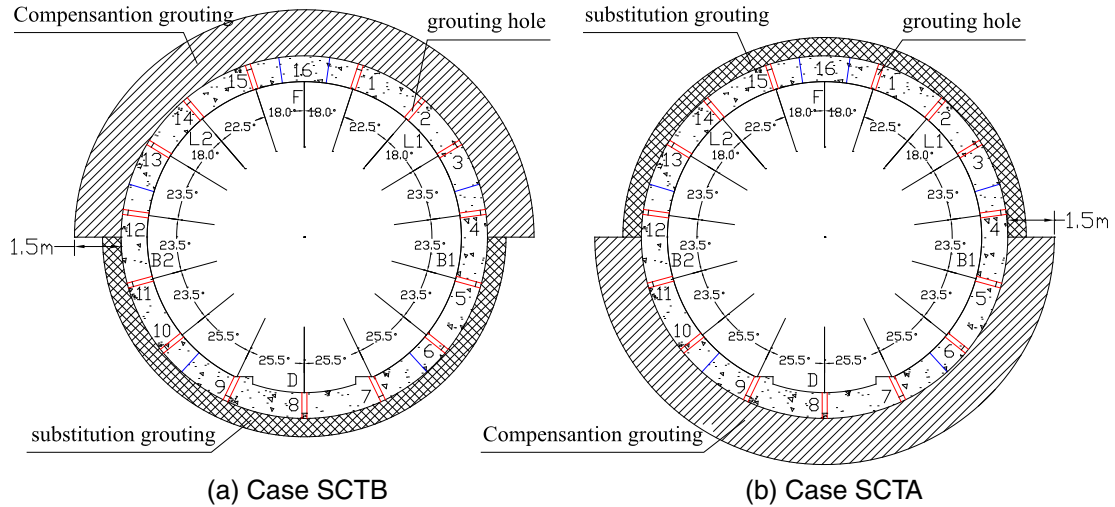 Compensantion grouting
grouting hole
substitution grouting
grouting hole
15 16 1
F
18.0° 18.0°
14 2
L2 L1
22.5° 22.5°
18.0° 18.0°
13 3
23.5° 23.5°
12 4
1.5m
B2 B1
23.5° 23.5°
11 5
23.5° 23.5°
10 6
25.5° 25.5°
25.5° 25.5°
9 D 7
8
substitution grouting
(a) Case SCTB
15 16 1
F
18.0° 18.0°
14 2
L2 L1
22.5° 22.5°
18.0° 18.0°
13 3
23.5° 23.5°
12 4
1.5m
B2 B1
23.5° 23.5°
11 5
23.5° 23.5°
10 6
25.5° 25.5°
25.5° 25.5°
9 D 7
8
Compensantion grouting
(b) Case SCTA